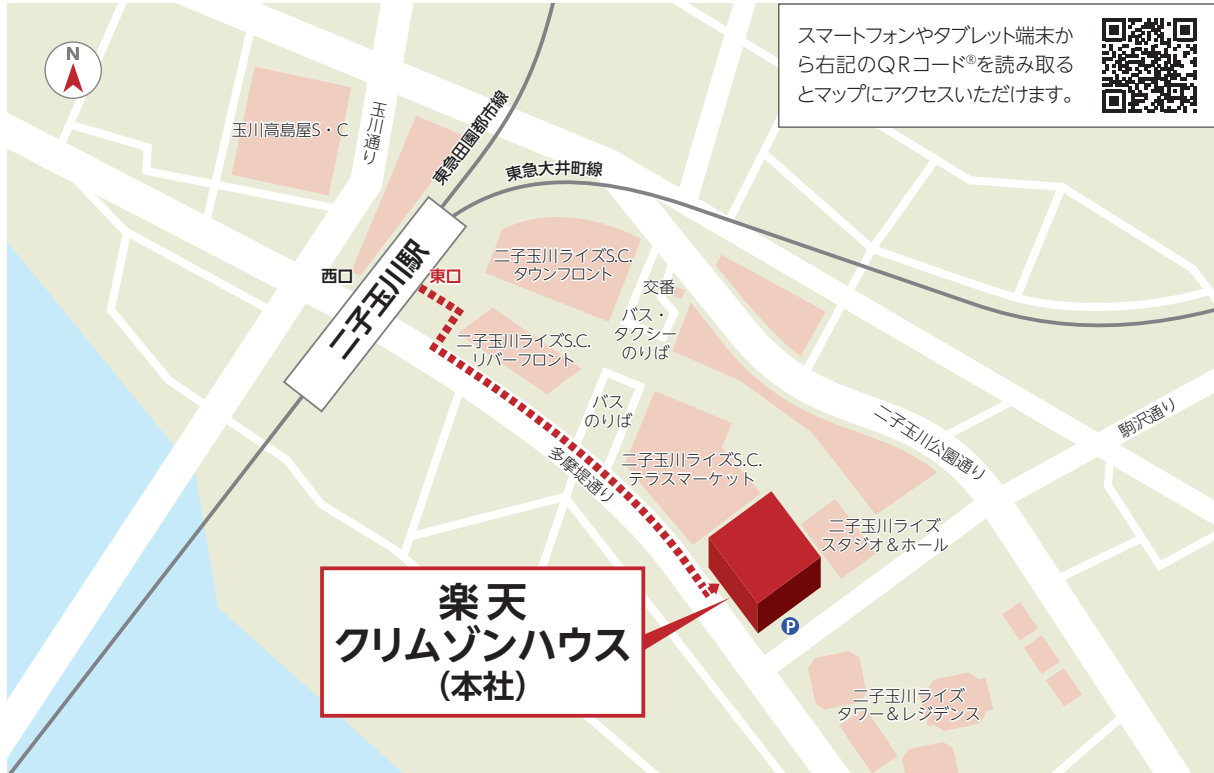 N
スマートフォンやタブレット端末か
ら右記のQRコード®を読み取る
とマップにアクセスいただけます。
玉川高島屋S・C
玉川通り
東急田園都市線
東急大井町線
二子玉川駅
西口
東口
二子玉川ライズS.C.
タウンフロント
交番
バス・
タクシー
のりば
二子玉川ライズS.C.
リバーフロント
バス
のりば
多摩堤通り
二子玉川ライズS.C.
テラスマーケット
二子玉川公園通り
駒沢通り
二子玉川ライズ
スタジオ&ホール
楽天
クリムゾンハウス
(本社)
P
二子玉川ライズ
タワー&レジデンス